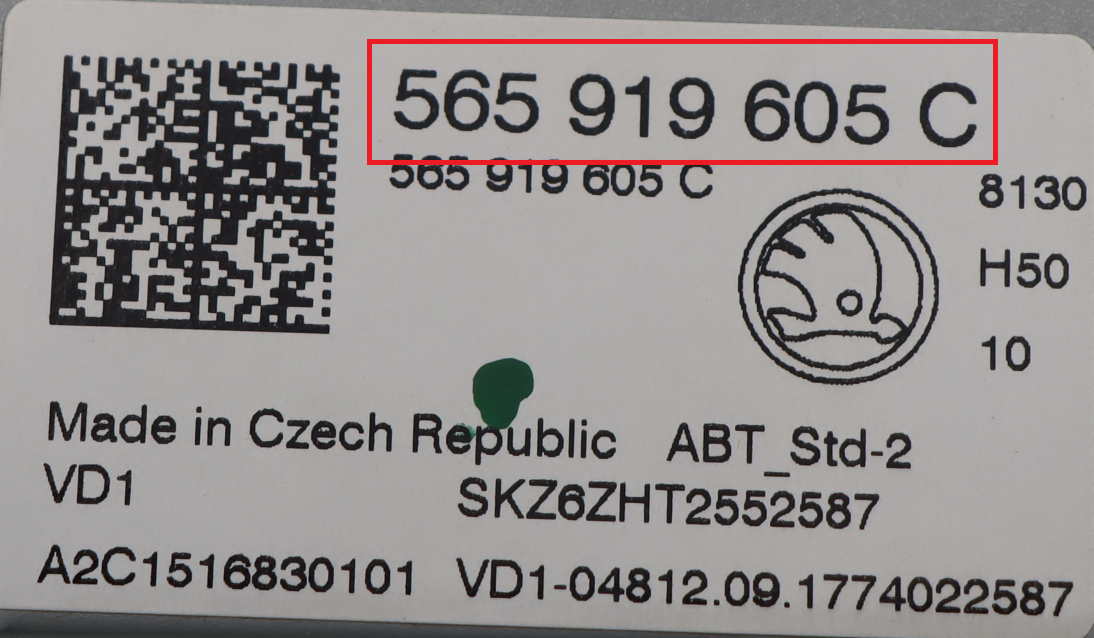 565 919 605 C
565 919 605 C
8130
H50
10
Made in Czech Republic ABT_Std-2
VD1 SKZ6ZHT2552587
A2C1516830101 VD1-04812.09.1774022587